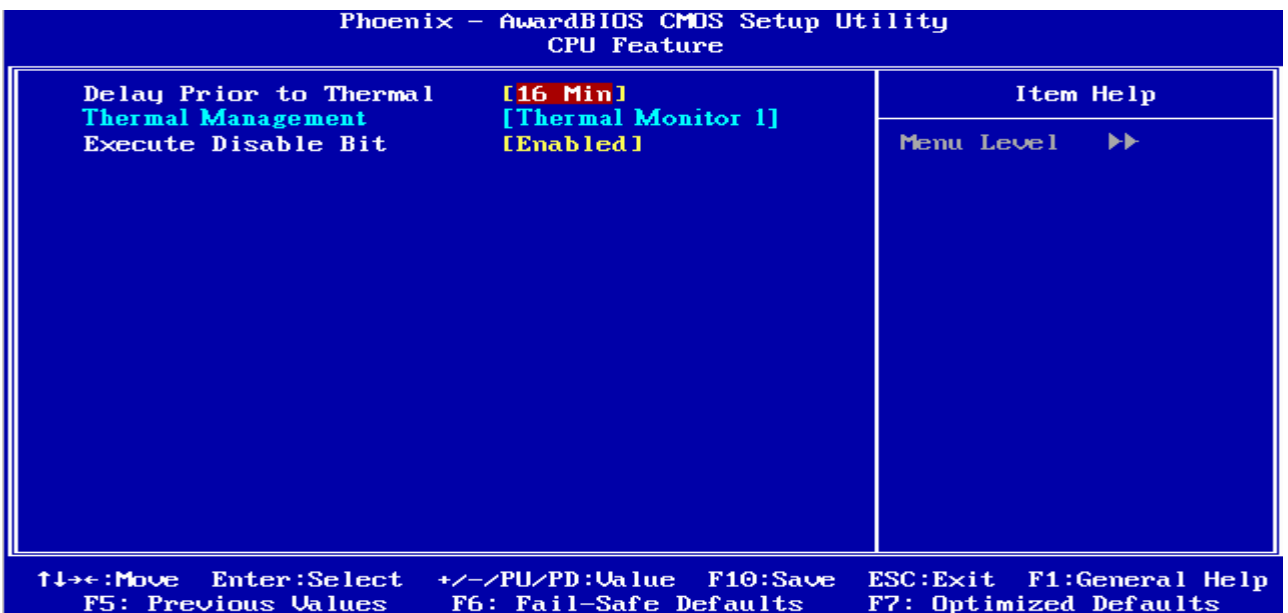 Phoenix - AwardBIOS CMOS Setup Utility
CPU Feature
Delay Prior to Thermal [16 Min]
Thermal Management [Thermal Monitor 1]
Execute Disable Bit [Enabled]
Item Help
Menu Level ▶▶
↑↓→←:Move Enter:Select +/-/PU/PD:Value F10:Save ESC:Exit F1:General Help
F5: Previous Values F6: Fail-Safe Defaults F7: Optimized Defaults